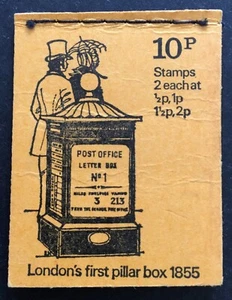 10P
Stamps
2 each at
½p, 1p
1½p, 2p
POST OFFICE
LETTER BOX
Nº 1
3 213
London's first pillar box 1855